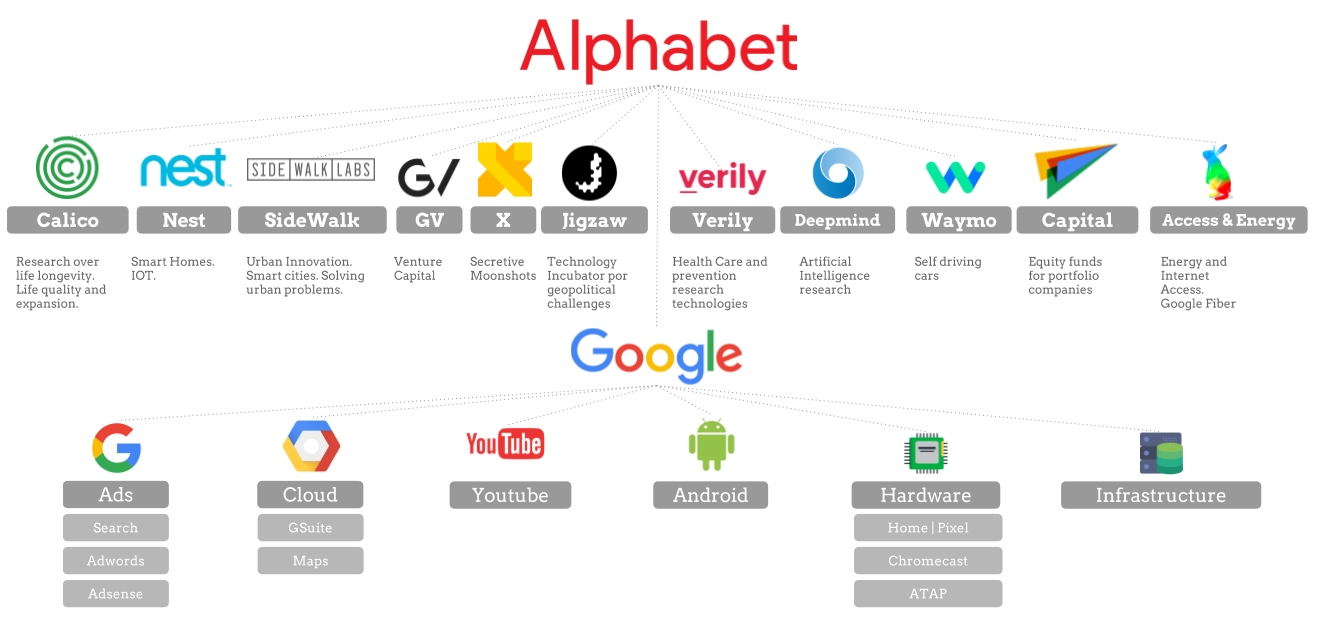 Alphabet
nest
SIDE WALK LABS
G/
verily
Calico
Nest
SideWalk
GV
X
Jigzaw
Verily
Deepmind
Waymo
Capital
Access & Energy
Research over
life longevity.
Life quality and
expansion.
Smart Homes.
IOT.
Urban Innovation.
Smart cities. Solving
urban problems.
Venture
Capital
Secretive
Moonshots
Technology
Incubator por
geopolitical
challenges
Health Care and
prevention
research
technologies
Artificial
Intelligence
research
Self driving
cars
Equity funds
for portfolio
companies
Energy and
Internet
Access.
Google Fiber
Google
G
YouTube
Ads
Cloud
Youtube
Android
Hardware
Infrastructure
Search
GSuite
Home | Pixel
Adwords
Maps
Chromecast
Adsense
ATAP